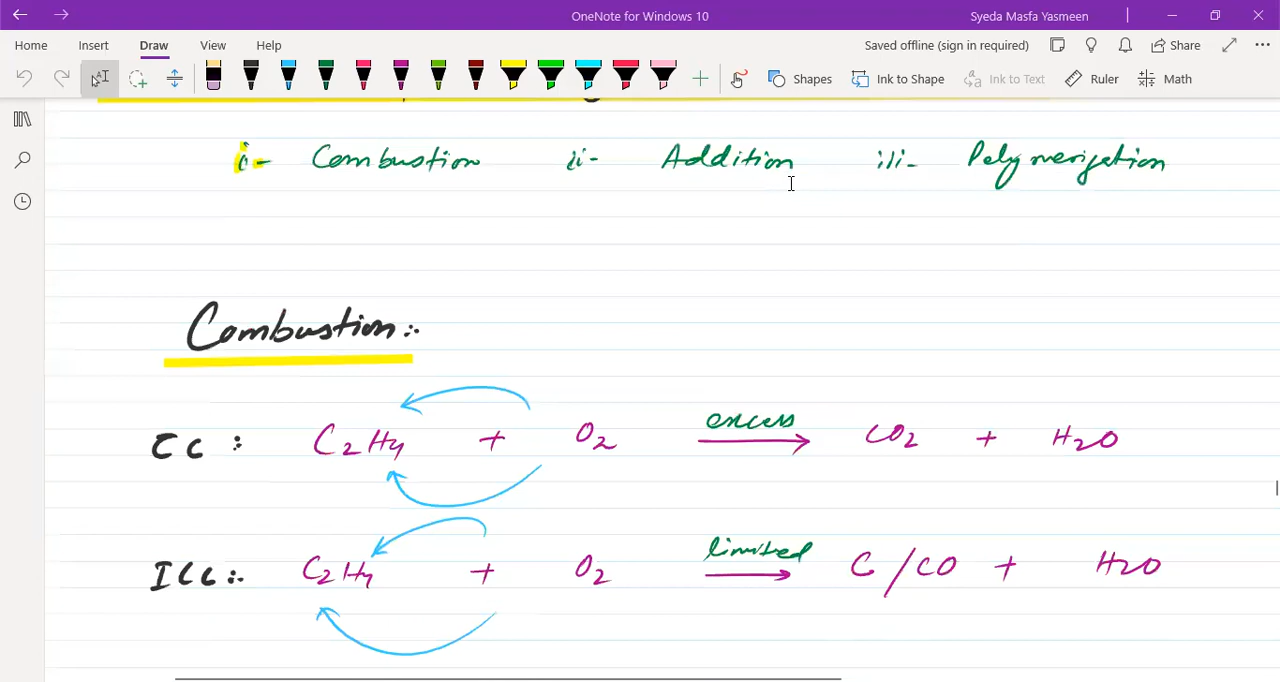 OneNote for Windows 10
Syeda Masfa Yasmeen
Home Insert Draw View Help
Saved offline (sign in required) Share
Shapes Ink to Shape Ink to Text Ruler Math
i- Combustion ii- Addition iii- Polymerization
Combustion:-
CC : C2H4 + O2 excess → CO2 + H2O
ICC:- C2H4 + O2 limited → C/CO + H2O